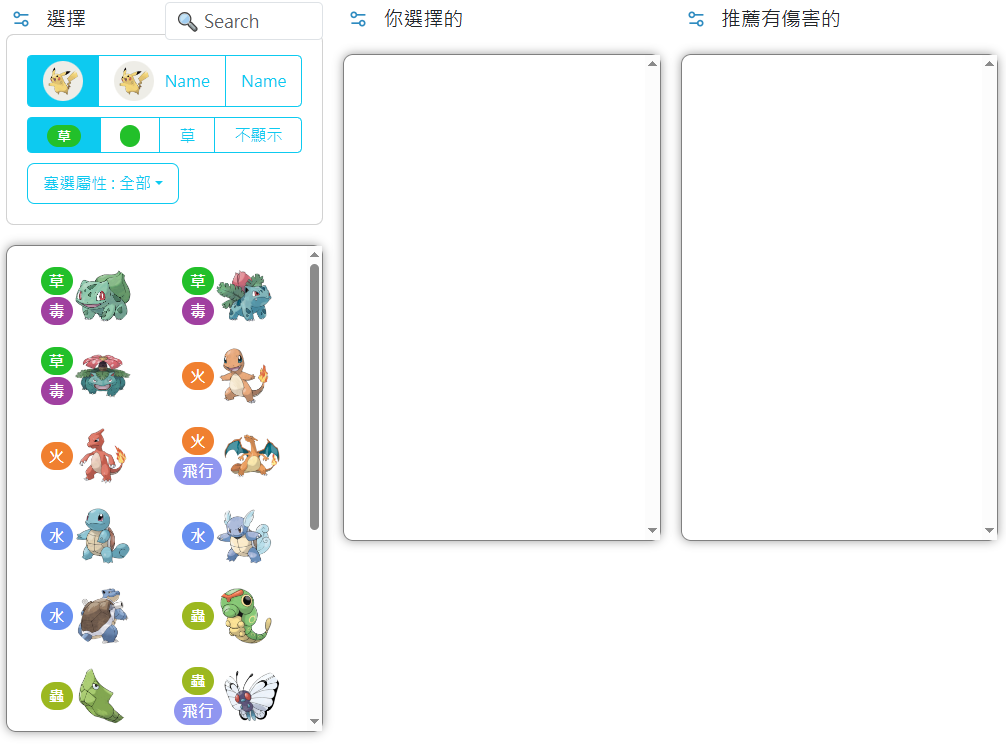 選擇
Search
你選擇的
推薦有傷害的
Name
Name
草
草
不顯示
塞選屬性 : 全部
草
毒
草
毒
草
毒
火
火
火
飛行
水
水
水
蟲
蟲
蟲
飛行